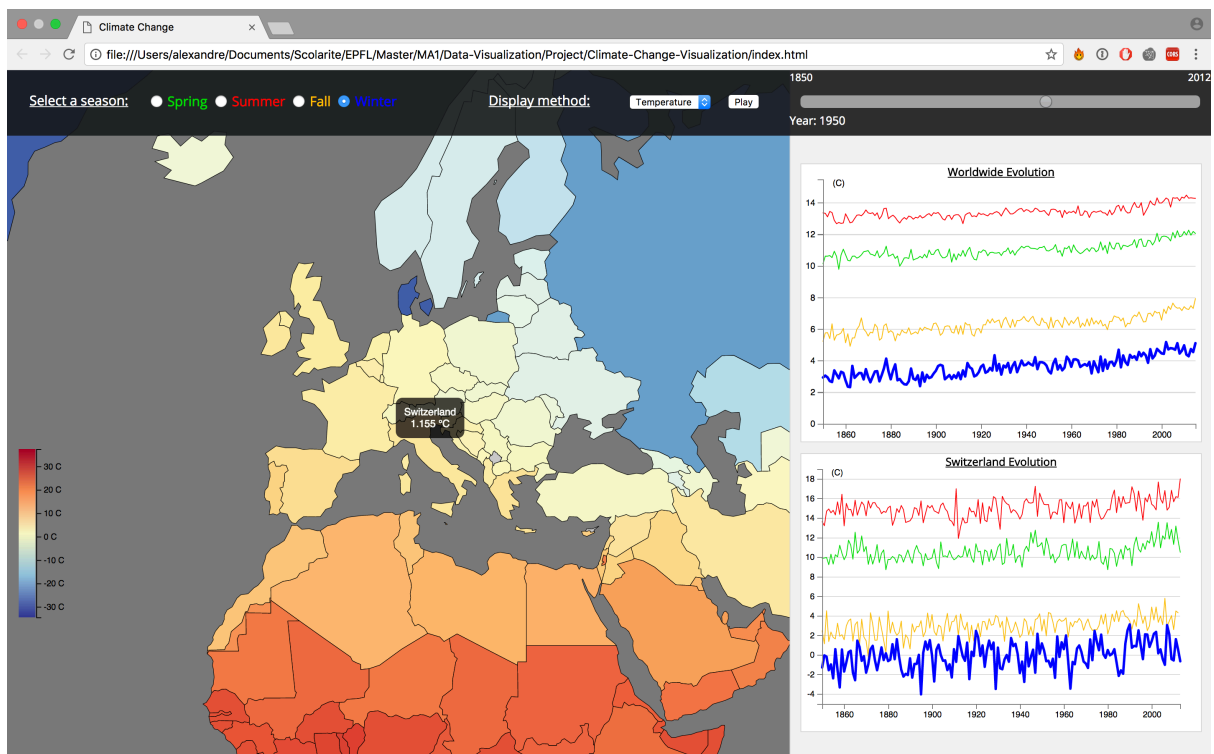 Climate Change
file:///Users/alexandre/Documents/Scolarite/EPFL/Master/MA1/Data-Visualization/Project/Climate-Change-Visualization/index.html
CORS
Select a season: Spring Summer Fall Winter Display method: Temperature Play
1850 2012
Year: 1950
Worldwide Evolution
(C)
14
12
10
8
6
4
2
0
1860 1880 1900 1920 1940 1960 1980 2000
Switzerland
1.155 ºC
30 C
20 C
10 C
0 C
-10 C
-20 C
-30 C
Switzerland Evolution
(C)
18
16
14
12
10
8
6
4
2
0
-2
-4
1860 1880 1900 1920 1940 1960 1980 2000